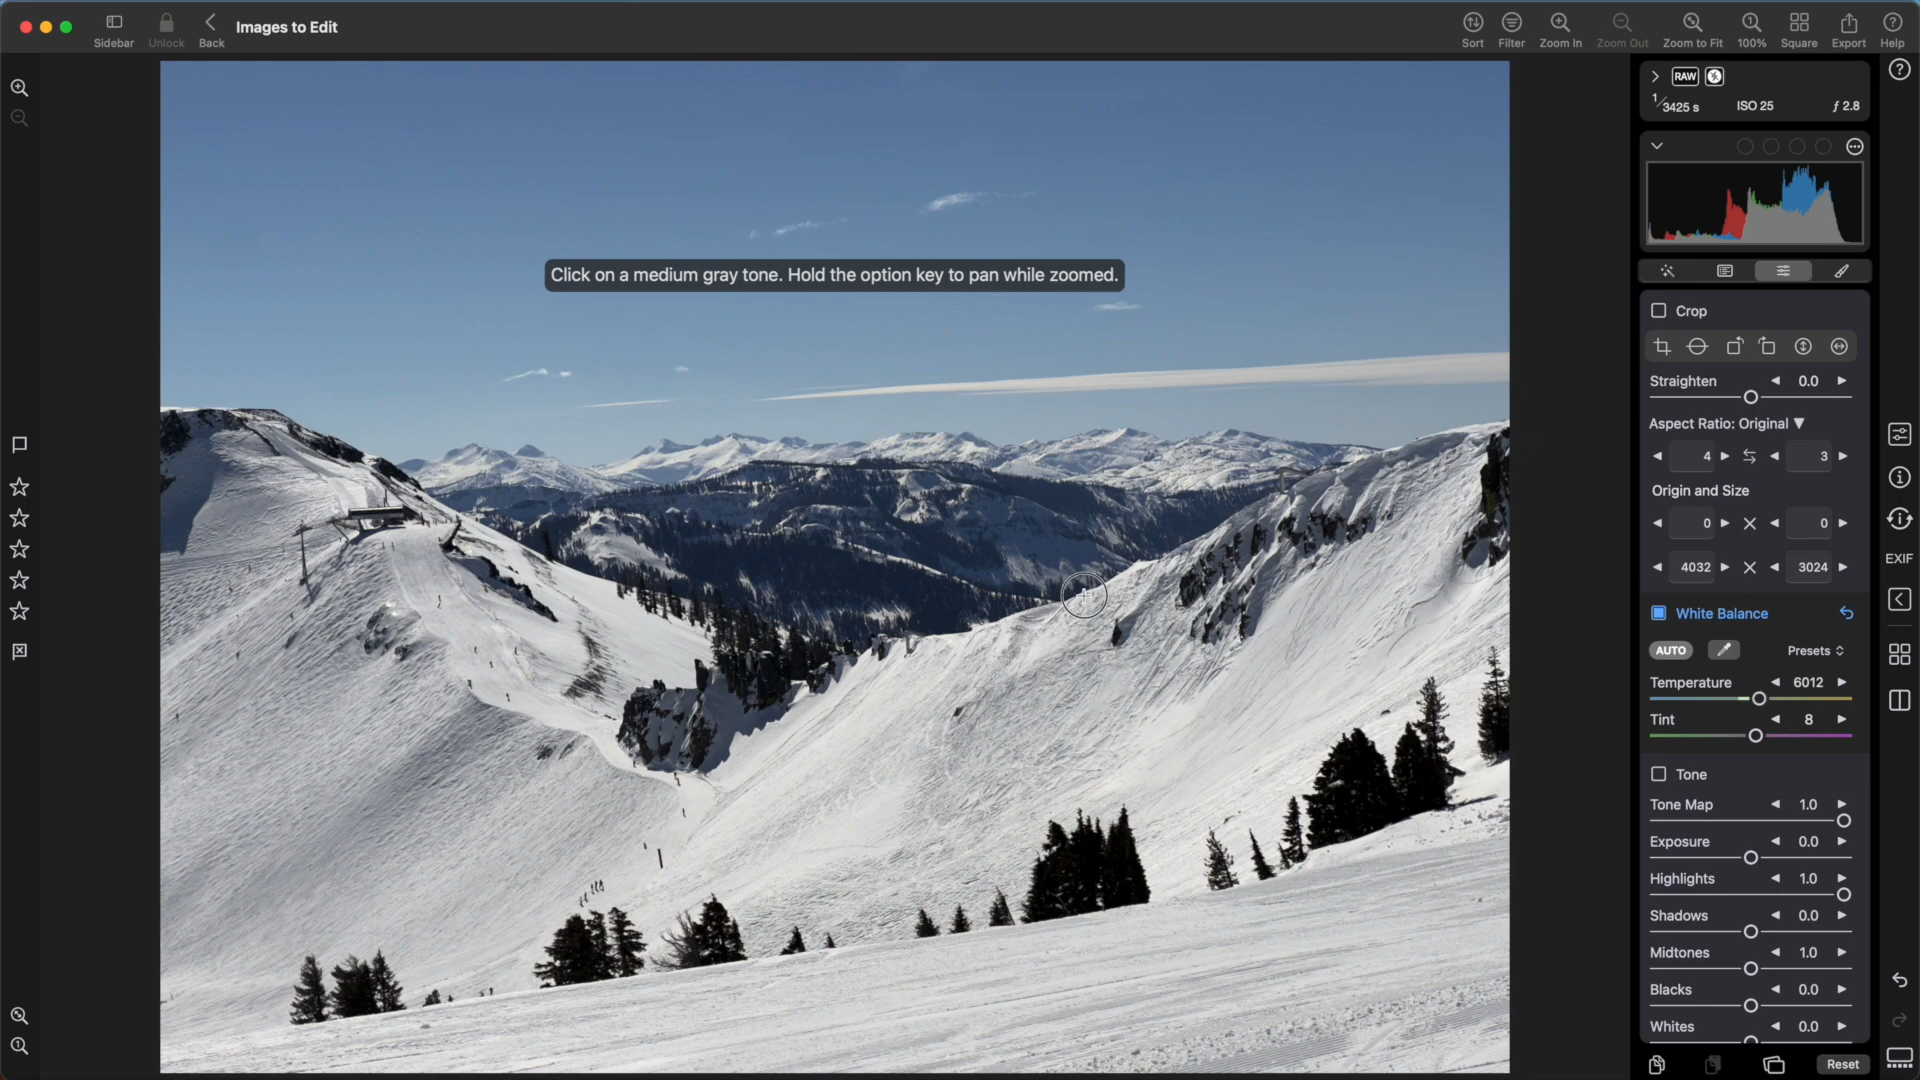 Sidebar
Unlock
Back
Images to Edit
Sort
Filter
Zoom In
Zoom Out
Zoom to Fit
100%
Square
Export
Help
RAW
1/3425 s ISO 25 ƒ 2.8
Click on a medium gray tone. Hold the option key to pan while zoomed.
Crop
Straighten 0.0
Aspect Ratio: Original ▼
4 3
Origin and Size
0 0
4032 3024
EXIF
White Balance
AUTO Presets
Temperature 6012
Tint 8
Tone
Tone Map 1.0
Exposure 0.0
Highlights 1.0
Shadows 0.0
Midtones 1.0
Blacks 0.0
Whites 0.0
Reset